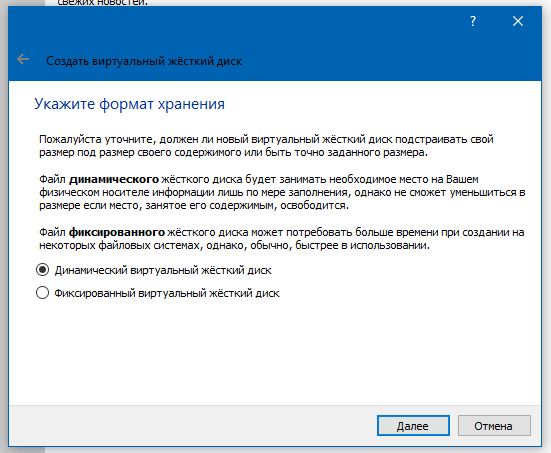 свежих новостей.
?
Создать виртуальный жёсткий диск
Укажите формат хранения
Пожалуйста уточните, должен ли новый виртуальный жёсткий диск подстраивать свой
размер под размер своего содержимого или быть точно заданного размера.
Файл динамического жёсткого диска будет занимать необходимое место на Вашем
физическом носителе информации лишь по мере заполнения, однако не сможет уменьшиться в
размере если место, занятое его содержимым, освободится.
Файл фиксированного жёсткого диска может потребовать больше времени при создании на
некоторых файловых системах, однако, обычно, быстрее в использовании.
Динамический виртуальный жёсткий диск
Фиксированный виртуальный жёсткий диск
Далее
Отмена